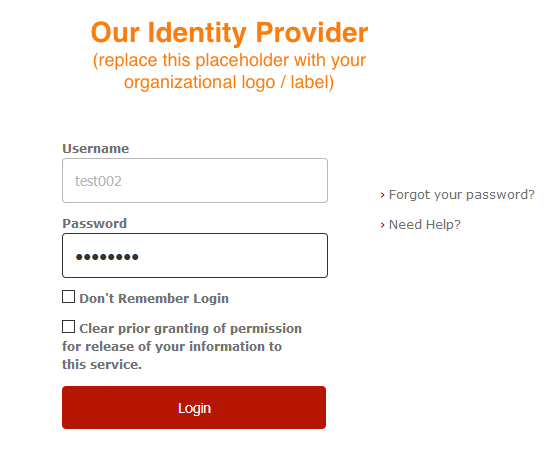 Our Identity Provider
(replace this placeholder with your
organizational logo / label)
Username
test002
› Forgot your password?
Password
› Need Help?
••••••••
Don't Remember Login
Clear prior granting of permission
for release of your information to
this service.
Login